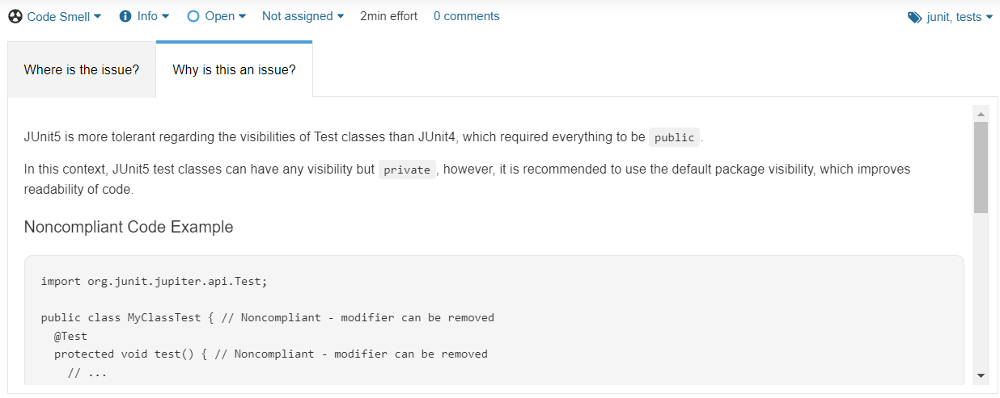 Code Smell Info Open Not assigned 2min effort 0 comments junit, tests
Where is the issue? Why is this an issue?
JUnit5 is more tolerant regarding the visibilities of Test classes than JUnit4, which required everything to be public.
In this context, JUnit5 test classes can have any visibility but private, however, it is recommended to use the default package visibility, which improves
readability of code.
Noncompliant Code Example
import org.junit.jupiter.api.Test;
public class MyClassTest { // Noncompliant - modifier can be removed
@Test
protected void test() { // Noncompliant - modifier can be removed
// ...